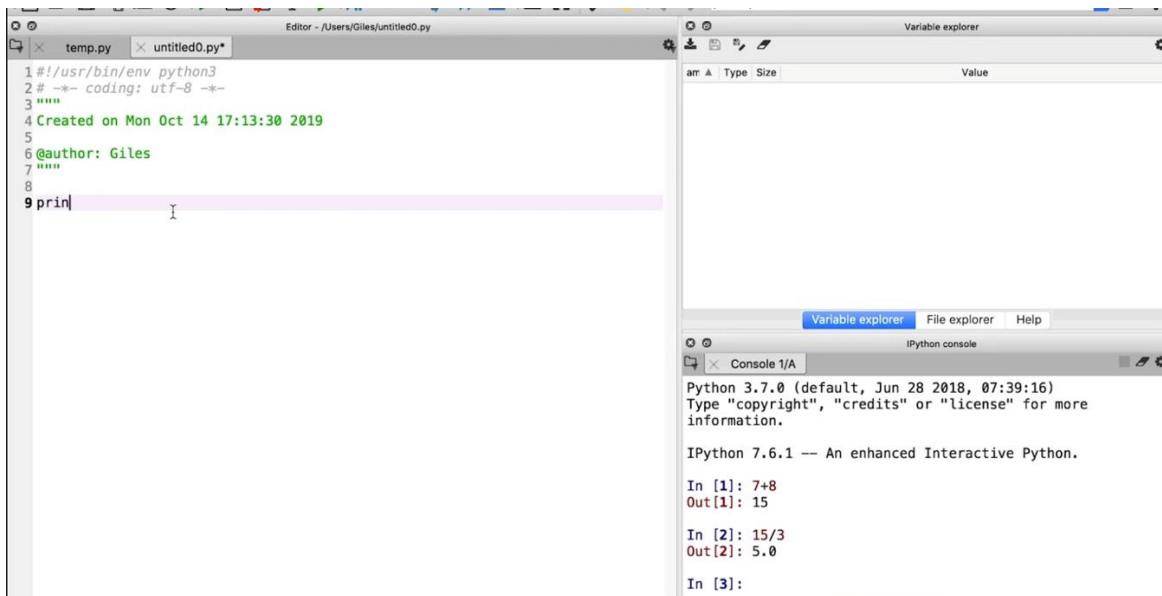 Editor - /Users/Giles/untitled0.py
temp.py
untitled0.py*
1 #!/usr/bin/env python3
2 # -*- coding: utf-8 -*-
3 """
4 Created on Mon Oct 14 17:13:30 2019
5
6 @author: Giles
7 """
8
9 prin
Variable explorer
am Type Size Value
Variable explorer File explorer Help
IPython console
Console 1/A
Python 3.7.0 (default, Jun 28 2018, 07:39:16)
Type "copyright", "credits" or "license" for more
information.
IPython 7.6.1 -- An enhanced Interactive Python.
In [1]: 7+8
Out[1]: 15
In [2]: 15/3
Out[2]: 5.0
In [3]: